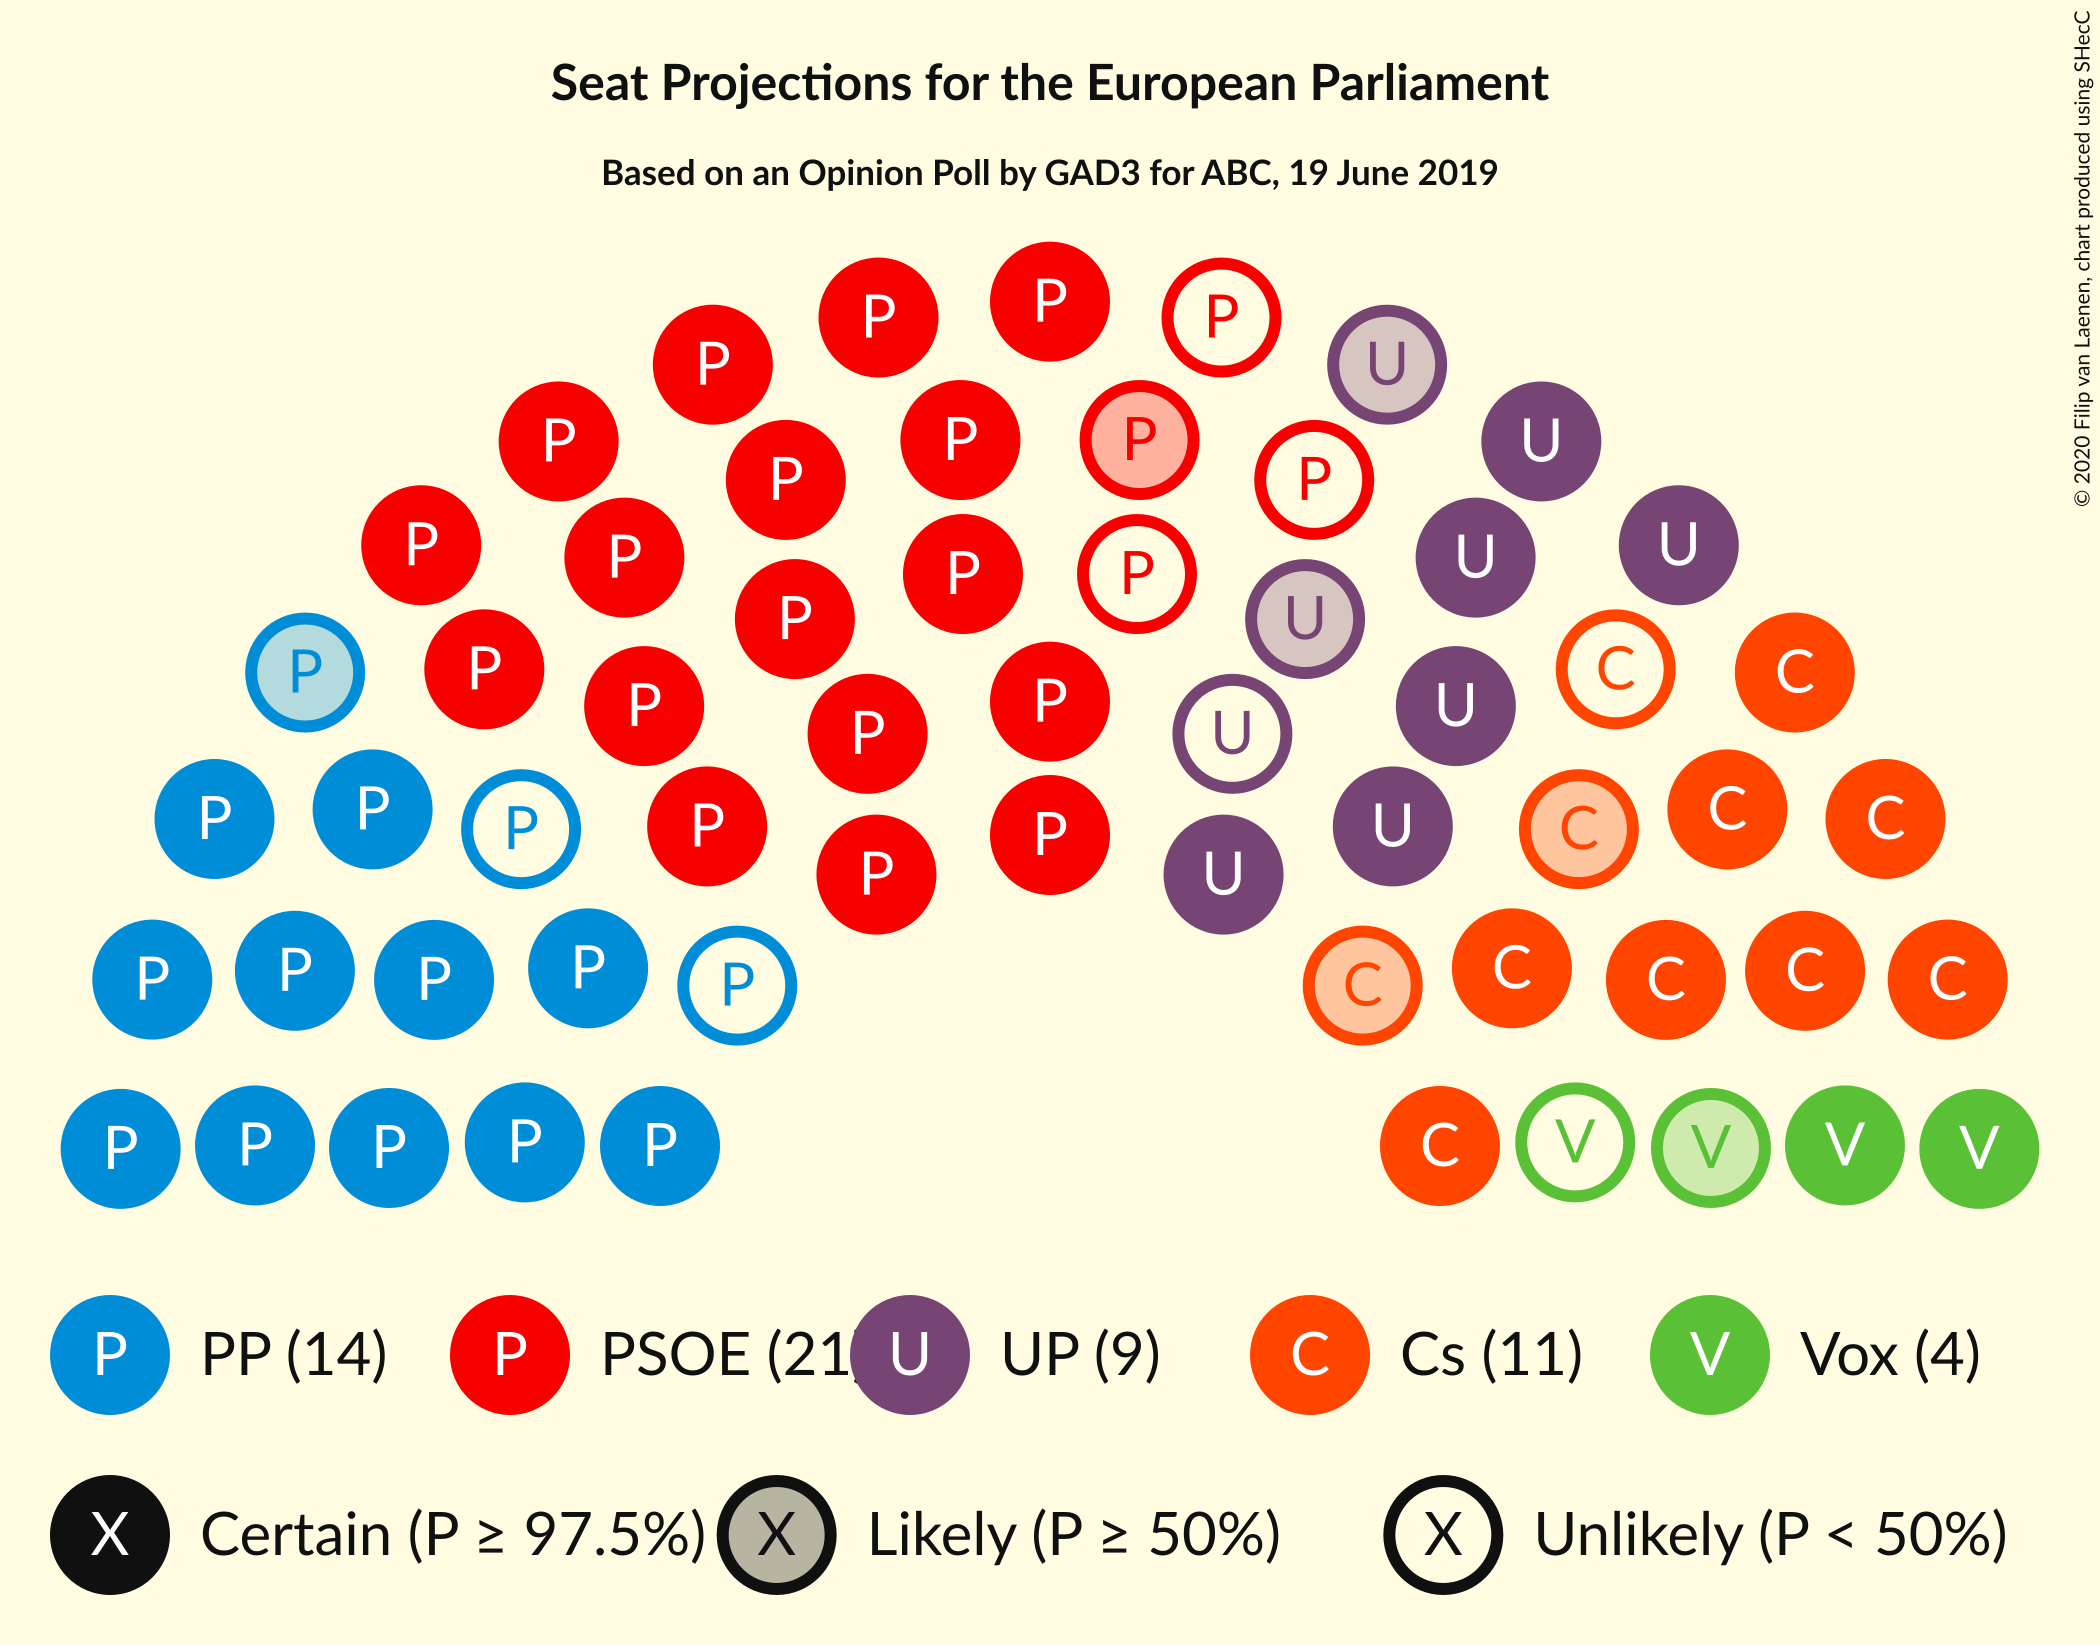 Seat Projections for the European Parliament
Based on an Opinion Poll by GAD3 for ABC, 19 June 2019
© 2020 Filip van Laenen, chart produced using SHecC
P P P
P U
P P P U
P P
P P P P U U
P U
P P C C
P P U
P U
P P P P P U C C C
P U
P P P P P C C C C C
P P P P P C V V V V
P PP (14) P PSOE (21) U UP (9) C Cs (11) V Vox (4)
X Certain (P ≥ 97.5%) X Likely (P ≥ 50%) X Unlikely (P < 50%)